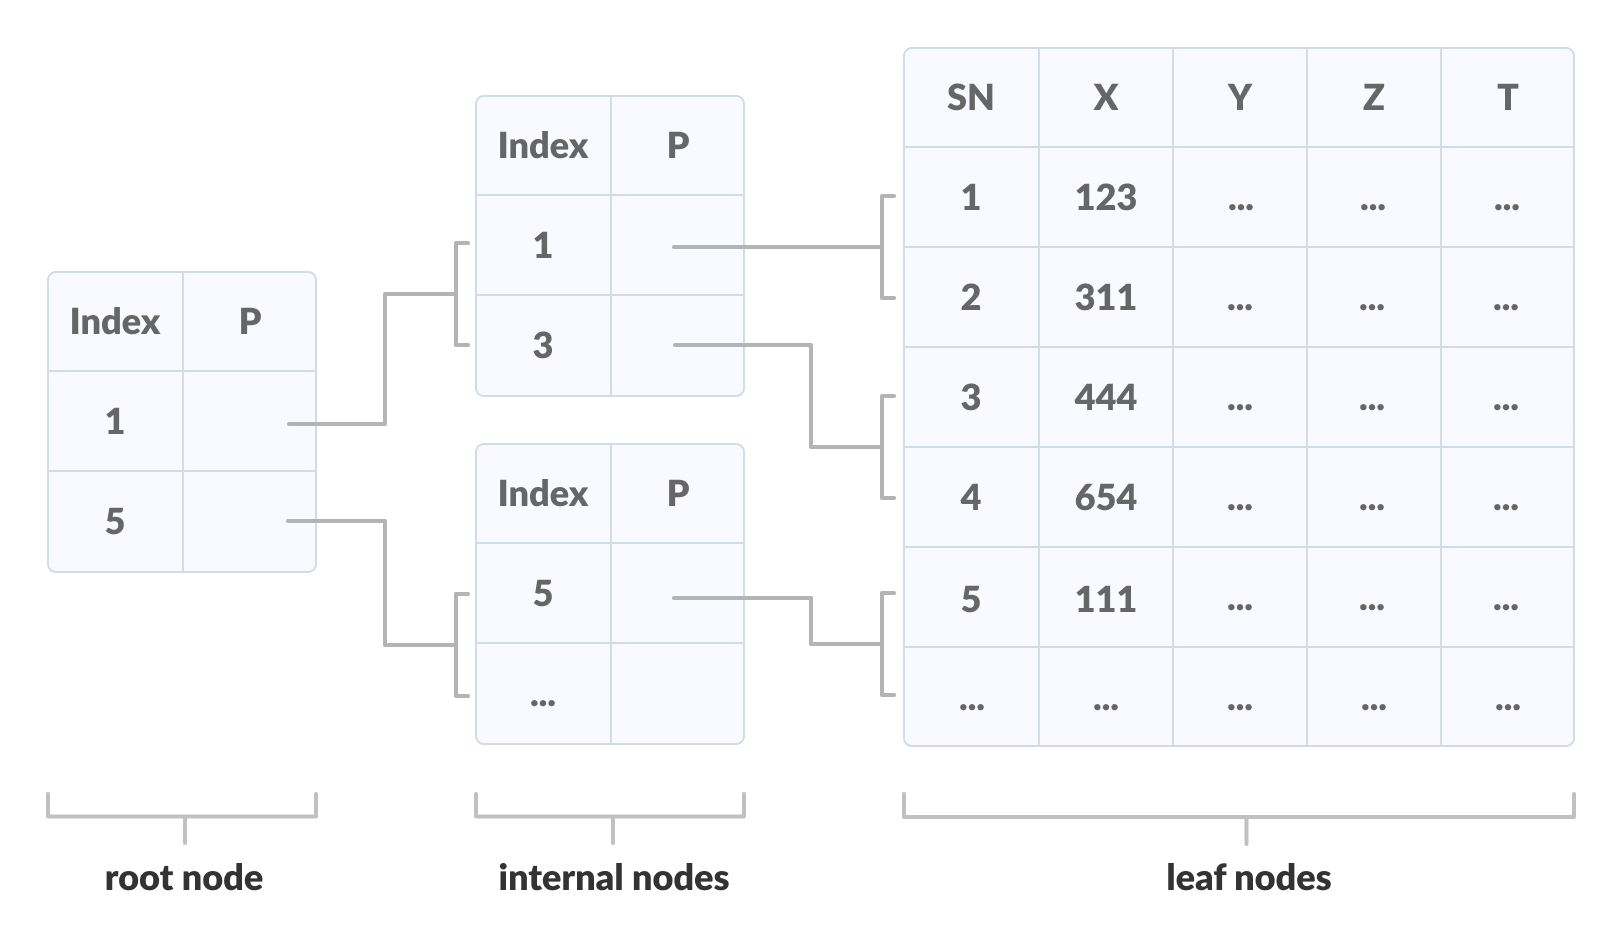 Index P
1
5
Index P
1
3
Index P
5
...
SN X Y Z T
1 123 ... ... ...
2 311 ... ... ...
3 444 ... ... ...
4 654 ... ... ...
5 111 ... ... ...
... ... ... ... ...
root node
internal nodes
leaf nodes